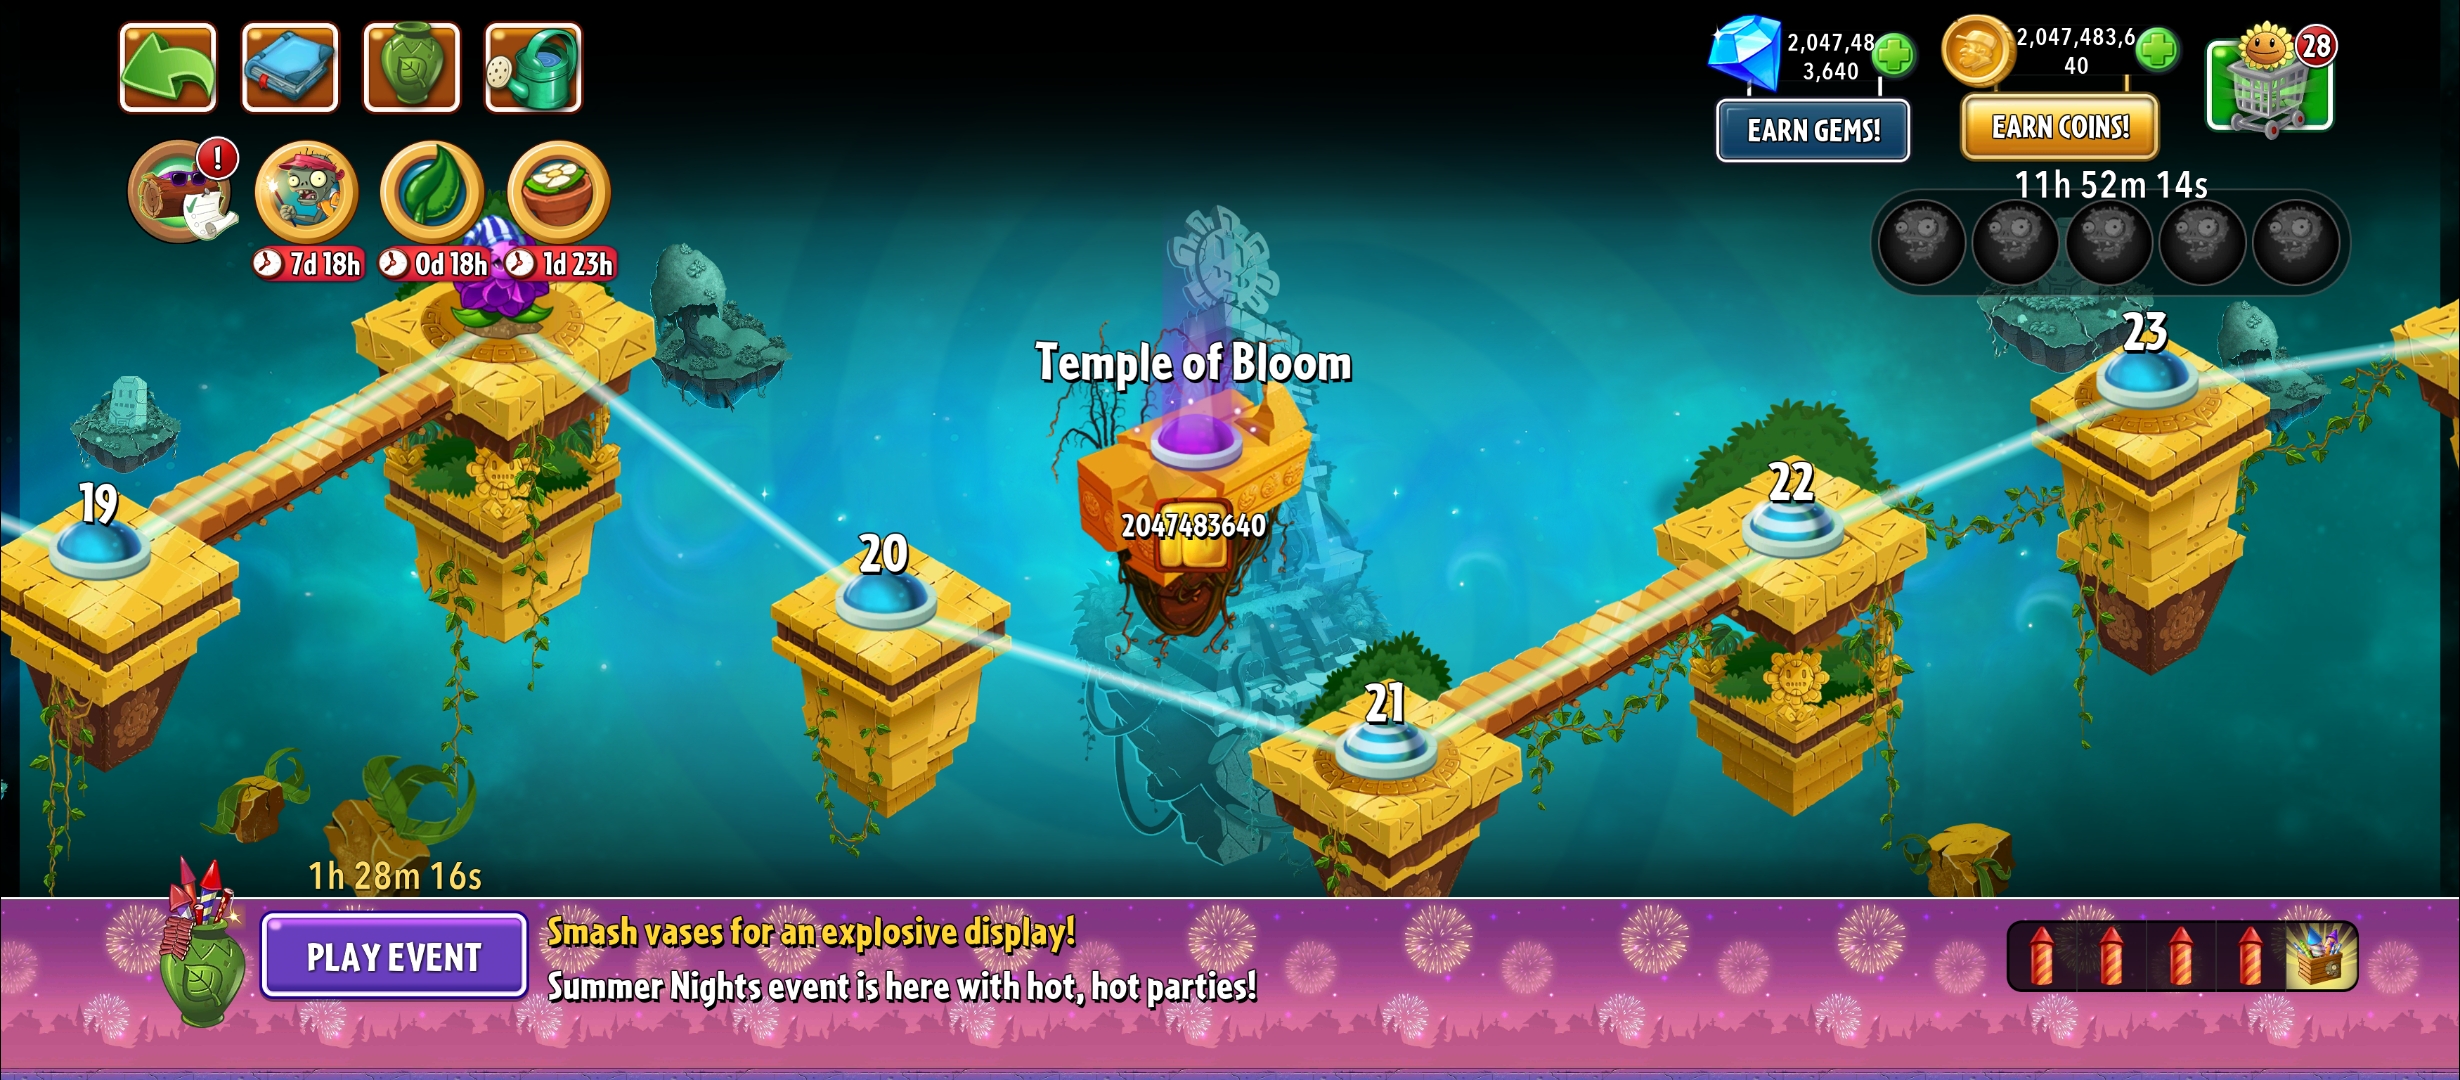 2,047,48
3,640
2,047,483,6
40
28
EARN GEMS!
EARN COINS!
!
11h 52m 14s
7d 18h
0d 18h
1d 23h
23
Temple of Bloom
22
19
2047483640
20
21
1h 28m 16s
PLAY EVENT
Smash vases for an explosive display!
Summer Nights event is here with hot, hot parties!